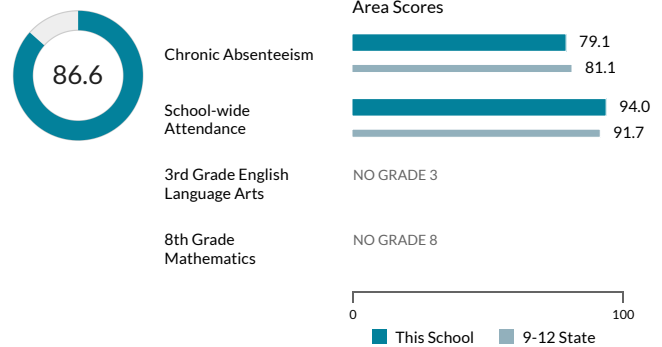 Area Scores
86.6
Chronic Absenteeism
79.1
81.1
School-wide
Attendance
94.0
91.7
3rd Grade English
Language Arts
NO GRADE 3
8th Grade
Mathematics
NO GRADE 8
0
100
This School
9-12 State